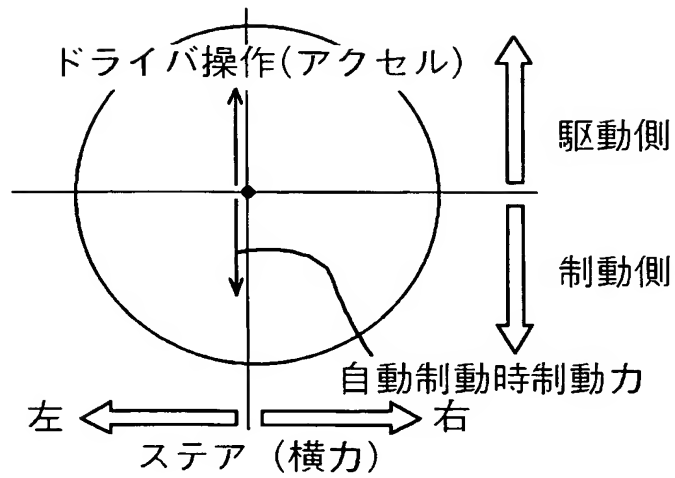 ドライバ操作(アクセル)
駆動側
制動側
自動制動時制動力
左
右
ステア（横力）